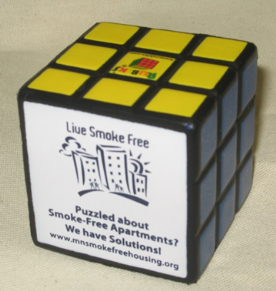 Live Smoke Free
Puzzled about
Smoke-Free Apartments?
We have Solutions!
www.mnsmokefreehousing.org